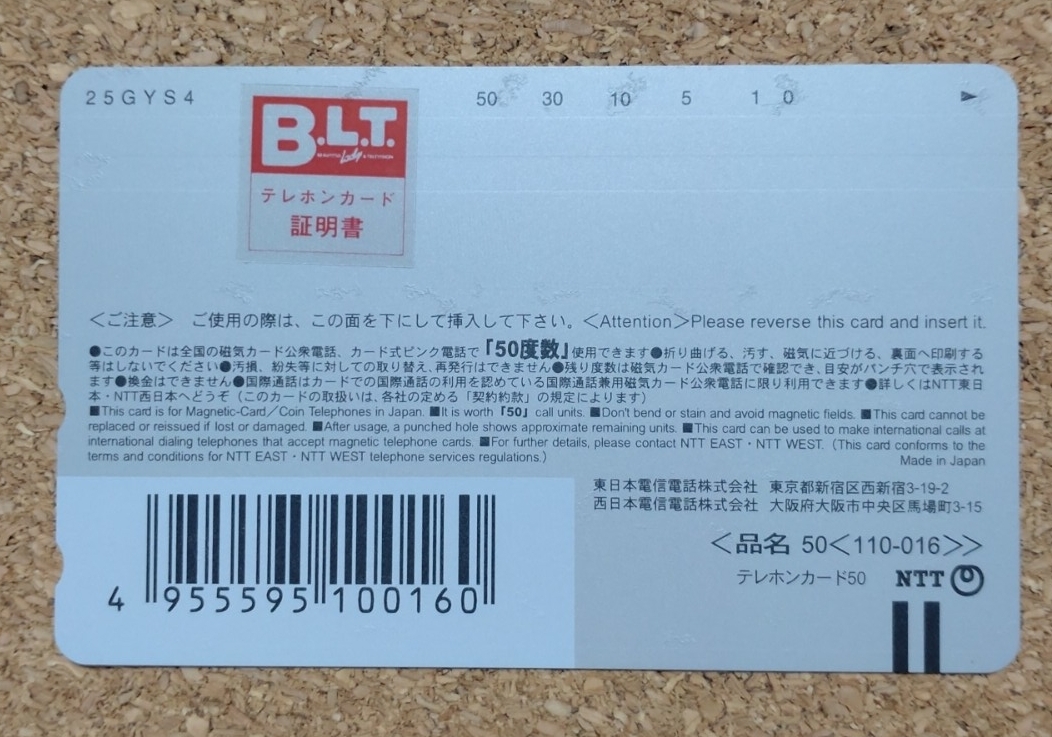 25GYS4
B.L.T.
テレホンカード
証明書
50 30 10 5 1 0
＜ご注意＞ ご使用の際は、この面を下にして挿入して下さい。＜Attention＞Please reverse this card and insert it.
●このカードは全国の磁気カード公衆電話、カード式ピンク電話で『50度数』使用できます●折り曲げる、汚す、磁気に近づける、裏面へ印刷する
等はしないでください●汚損、紛失等に対しての取り替え、再発行はできません●残り度数は磁気カード公衆電話で確認でき、目安がパンチ穴で表示され
ます●換金はできません●国際通話はカードでの国際通話の利用を認めている国際通話兼用磁気カード公衆電話に限り利用できます●詳しくはNTT東日
本・NTT西日本へどうぞ（このカードの取扱いは、各社の定める「契約約款」の規定によります）
■This card is for Magnetic-Card／Coin Telephones in Japan. ■It is worth『50』call units. ■Don't bend or stain and avoid magnetic fields. ■This card cannot be
replaced or reissued if lost or damaged. ■After usage, a punched hole shows approximate remaining units. ■This card can be used to make international calls at
international dialing telephones that accept magnetic telephone cards. ■For further details, please contact NTT EAST・NTT WEST.（This card conforms to the
terms and conditions for NTT EAST・NTT WEST telephone services regulations.）
Made in Japan
東日本電信電話株式会社 東京都新宿区西新宿3-19-2
西日本電信電話株式会社 大阪府大阪市中央区馬場町3-15
＜品名 50＜110-016＞＞
テレホンカード50 NTT
4 955595 100160